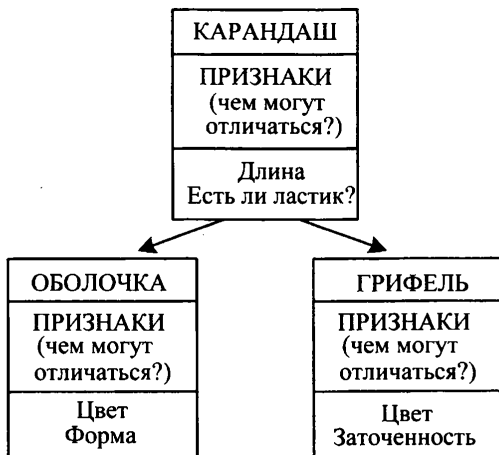 КАРАНДАШ
ПРИЗНАКИ
(чем могут
отличаться?)
Длина
Есть ли ластик?
ОБОЛОЧКА
ПРИЗНАКИ
(чем могут
отличаться?)
Цвет
Форма
ГРИФЕЛЬ
ПРИЗНАКИ
(чем могут
отличаться?)
Цвет
Заточенность